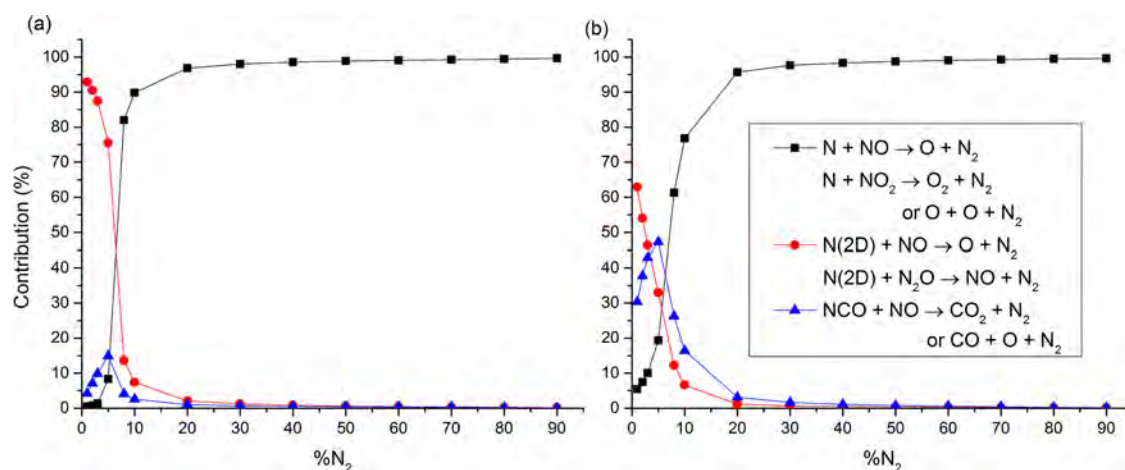 (a)
100
90
80
70
60
50
40
30
20
10
0
Contribution (%)
0 10 20 30 40 50 60 70 80 90
%N₂
(b)
100
90
80
70
60
50
40
30
20
10
0
N + NO → O + N₂
N + NO₂ → O₂ + N₂
or O + O + N₂
N(2D) + NO → O + N₂
N(2D) + N₂O → NO + N₂
NCO + NO → CO₂ + N₂
or CO + O + N₂
0 10 20 30 40 50 60 70 80 90
%N₂